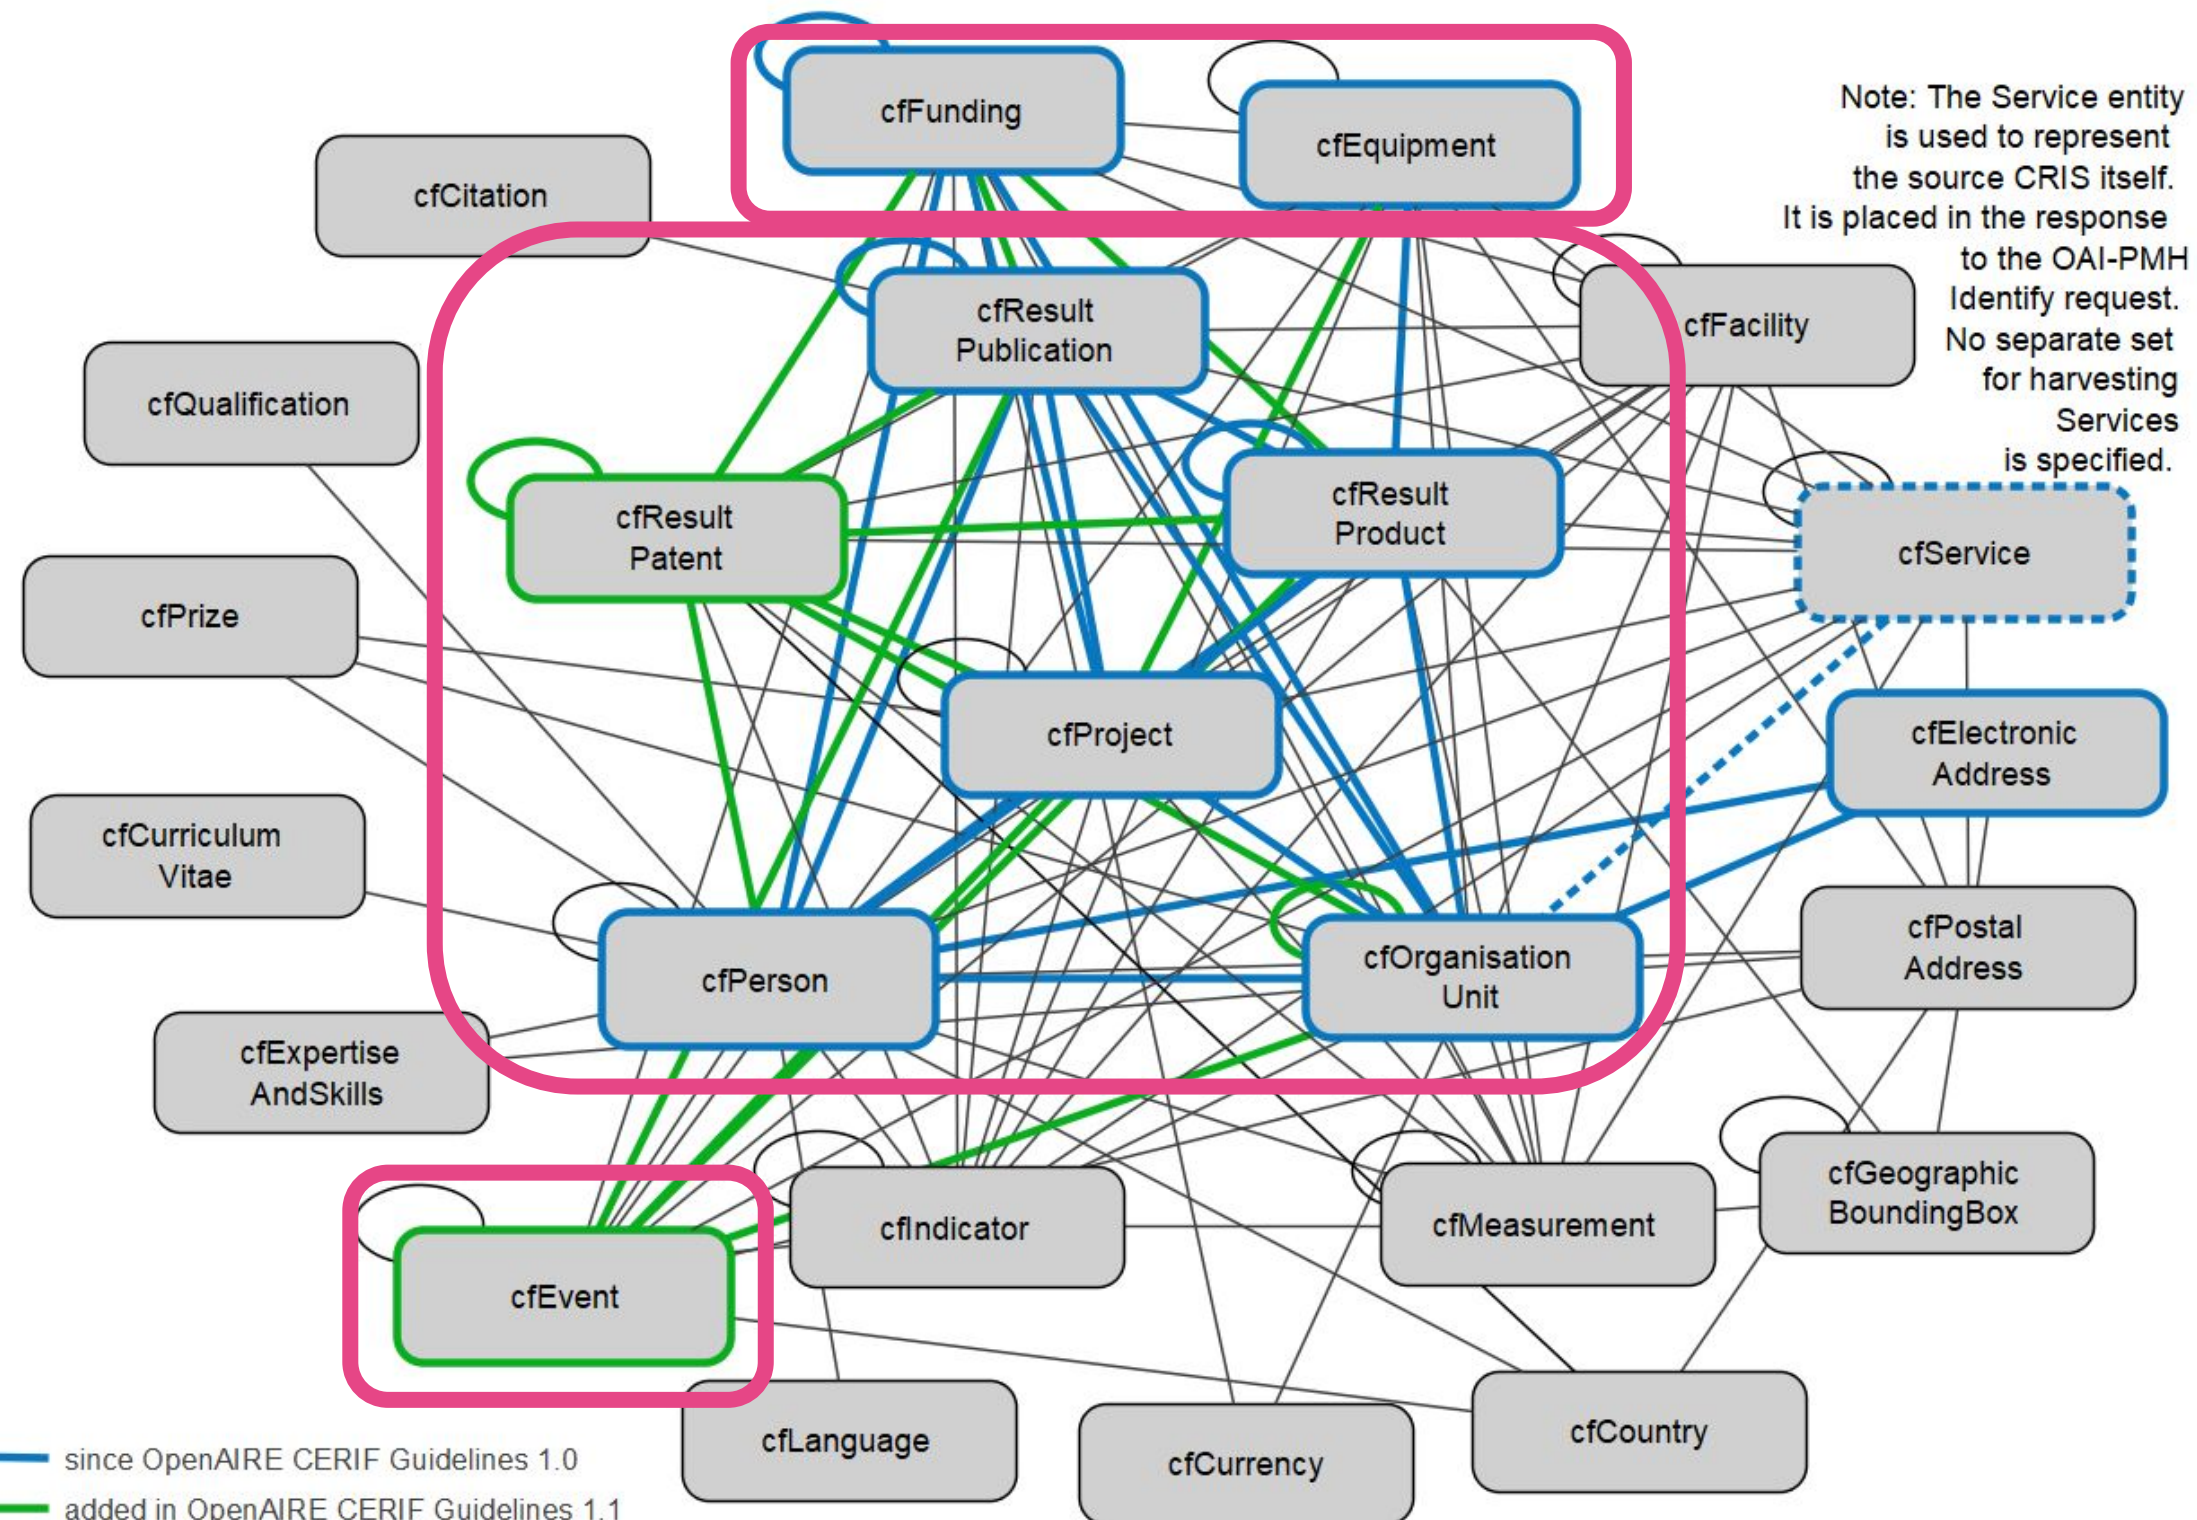 cfFunding
cfEquipment
Note: The Service entity
is used to represent
the source CRIS itself.
It is placed in the response
to the OAI-PMH
Identify request.
No separate set
for harvesting
Services
is specified.
cfCitation
cfResult
Publication
cfFacility
cfQualification
cfResult
Patent
cfResult
Product
cfService
cfPrize
cfProject
cfElectronic
Address
cfCurriculum
Vitae
cfPerson
cfOrganisation
Unit
cfPostal
Address
cfExpertise
AndSkills
cfIndicator
cfMeasurement
cfGeographic
BoundingBox
cfEvent
cfLanguage
cfCurrency
cfCountry
since OpenAIRE CERIF Guidelines 1.0
added in OpenAIRE CERIF Guidelines 1.1